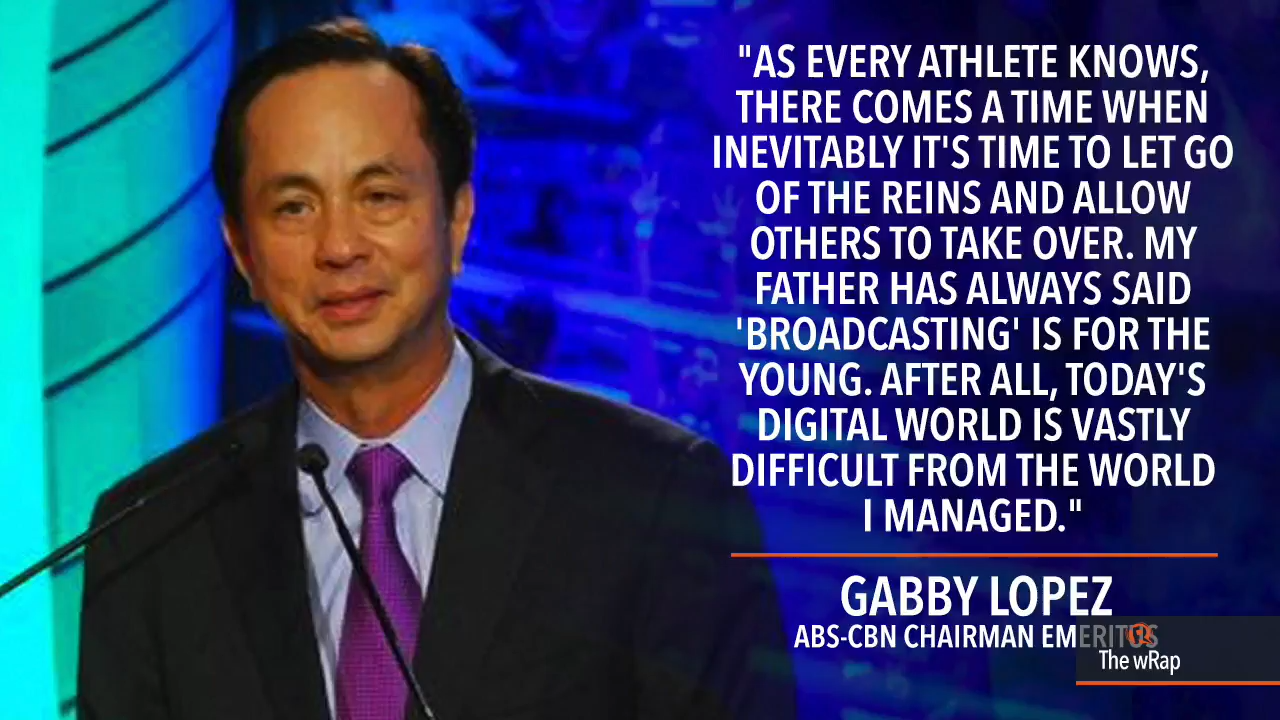 "AS EVERY ATHLETE KNOWS,
THERE COMES A TIME WHEN
INEVITABLY IT'S TIME TO LET GO
OF THE REINS AND ALLOW
OTHERS TO TAKE OVER. MY
FATHER HAS ALWAYS SAID
'BROADCASTING' IS FOR THE
YOUNG. AFTER ALL, TODAY'S
DIGITAL WORLD IS VASTLY
DIFFICULT FROM THE WORLD
I MANAGED."
GABBY LOPEZ
ABS-CBN CHAIRMAN EMERITUS
The wRap